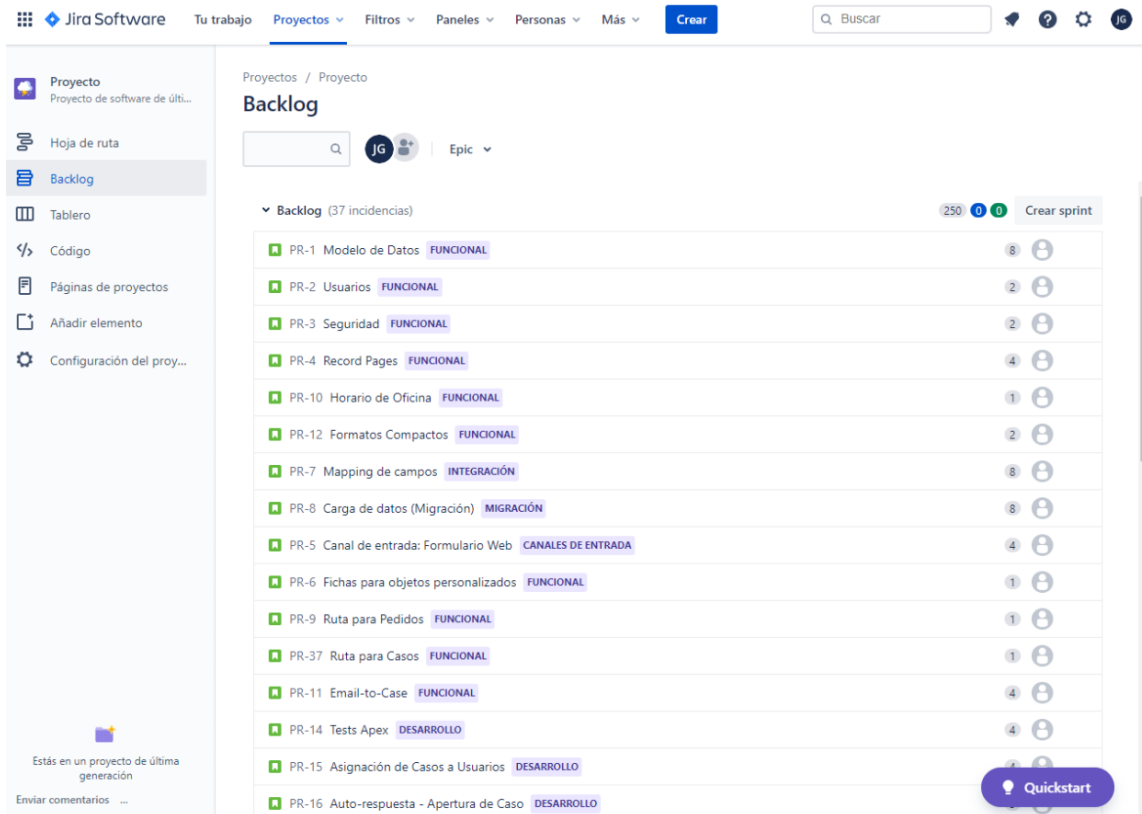 Jira Software Tu trabajo Proyectos Filtros Paneles Personas Más Crear Buscar JG
Proyecto
Proyecto de software de últi...
Hoja de ruta
Backlog
Tablero
Código
Páginas de proyectos
Añadir elemento
Configuración del proy...
Estás en un proyecto de última
generación
Enviar comentarios ...
Proyectos / Proyecto
Backlog
JG Epic
Backlog (37 incidencias) 250 0 0 Crear sprint
PR-1 Modelo de Datos FUNCIONAL 8
PR-2 Usuarios FUNCIONAL 2
PR-3 Seguridad FUNCIONAL 2
PR-4 Record Pages FUNCIONAL 4
PR-10 Horario de Oficina FUNCIONAL 1
PR-12 Formatos Compactos FUNCIONAL 2
PR-7 Mapping de campos INTEGRACIÓN 8
PR-8 Carga de datos (Migración) MIGRACIÓN 8
PR-5 Canal de entrada: Formulario Web CANALES DE ENTRADA 4
PR-6 Fichas para objetos personalizados FUNCIONAL 1
PR-9 Ruta para Pedidos FUNCIONAL 1
PR-37 Ruta para Casos FUNCIONAL 1
PR-11 Email-to-Case FUNCIONAL 4
PR-14 Tests Apex DESARROLLO 4
PR-15 Asignación de Casos a Usuarios DESARROLLO
PR-16 Auto-respuesta - Apertura de Caso DESARROLLO
Quickstart